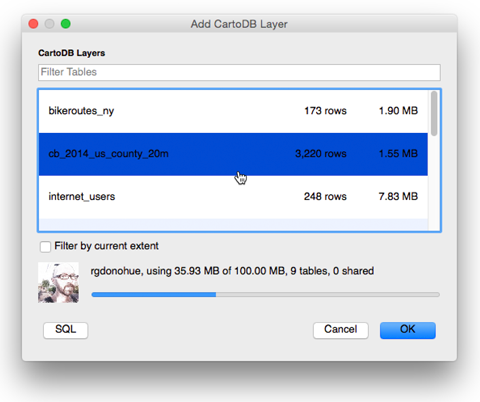 Add CartoDB Layer
CartoDB Layers
Filter Tables
bikeroutes_ny 173 rows 1.90 MB
cb_2014_us_county_20m 3,220 rows 1.55 MB
internet_users 248 rows 7.83 MB
Filter by current extent
rgdonohue, using 35.93 MB of 100.00 MB, 9 tables, 0 shared
SQL Cancel OK